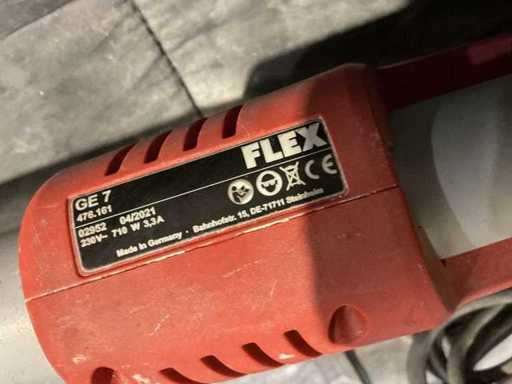 FLEX
GE 7
476.161
02952 04/2021
230V~ 710 W 3,3A
Made in Germany · Bahnhofstr. 15, DE-71711 Steinheim
CE